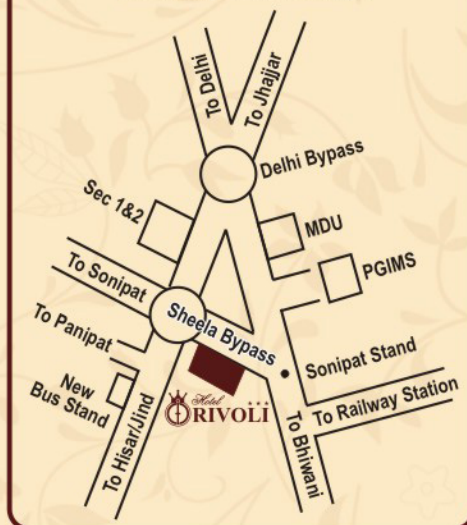 To Delhi
To Jhajjar
Delhi Bypass
Sec 1&2
MDU
PGIMS
To Sonipat
Sheela Bypass
To Panipat
Sonipat Stand
New
Bus Stand
Hotel
RIVOLI
To Railway Station
To Hisar/Jind
To Bhiwani